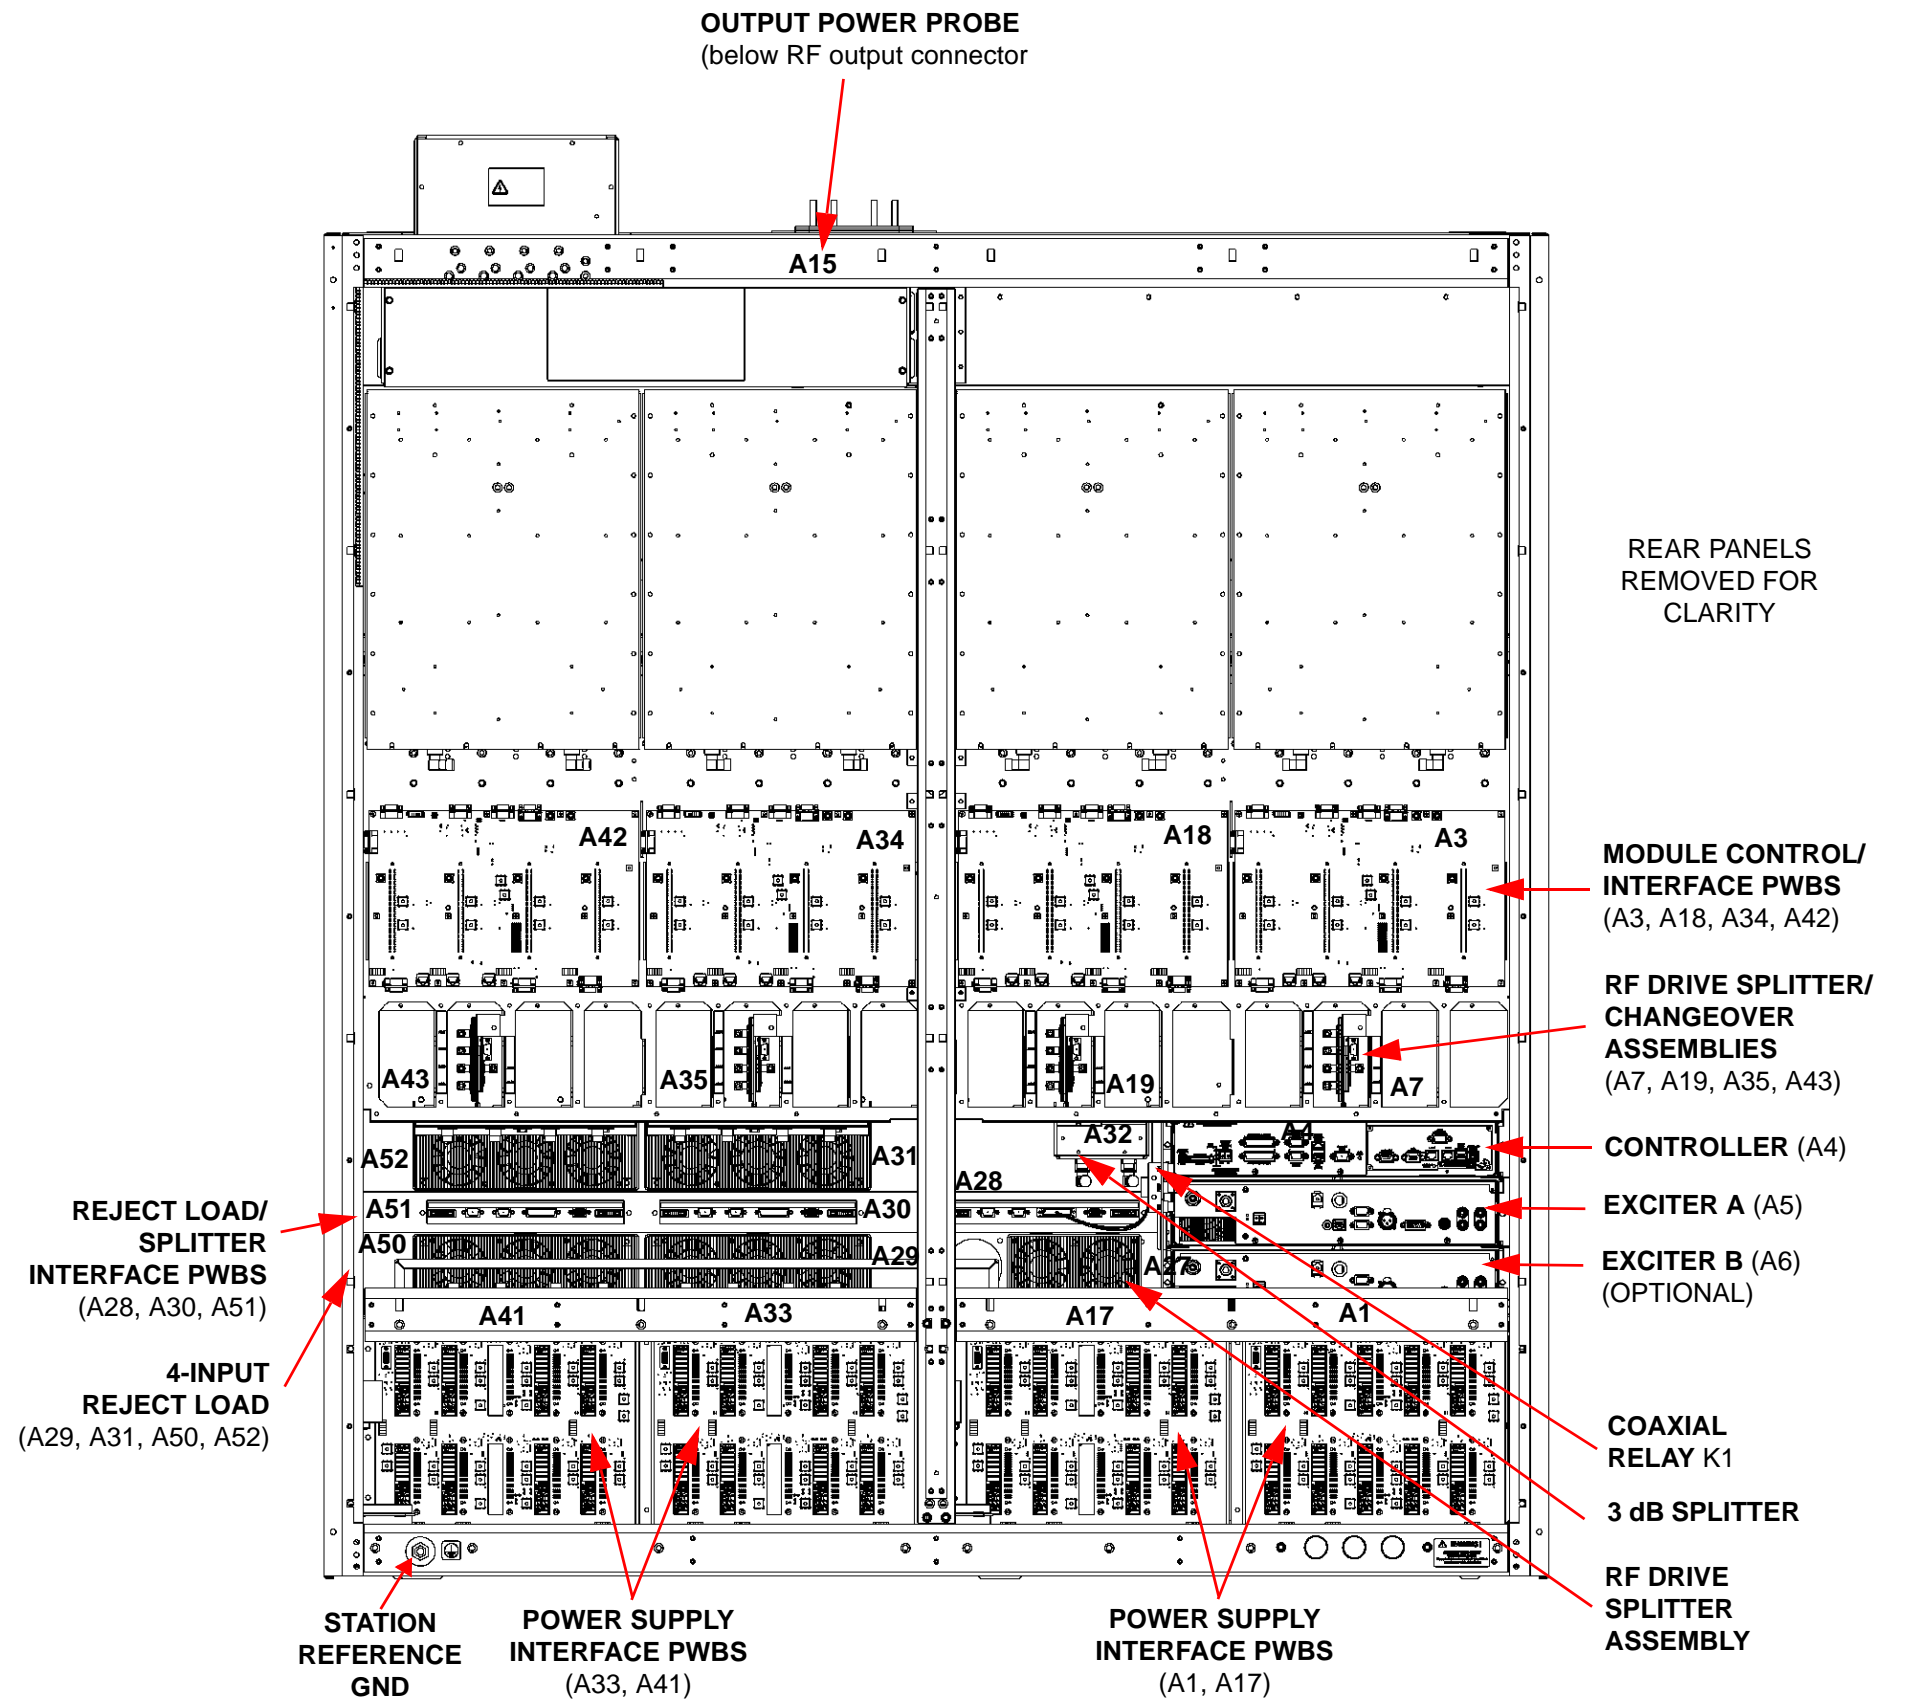 OUTPUT POWER PROBE
(below RF output connector
A15
REAR PANELS
REMOVED FOR
CLARITY
A42
A34
A18
A3
MODULE CONTROL/
INTERFACE PWBS
(A3, A18, A34, A42)
RF DRIVE SPLITTER/
CHANGEOVER
ASSEMBLIES
(A7, A19, A35, A43)
A43
A35
A19
A7
A52
A31
A32
A4
CONTROLLER (A4)
A51
A30
A28
EXCITER A (A5)
A50
A29
A27
EXCITER B (A6)
(OPTIONAL)
REJECT LOAD/
SPLITTER
INTERFACE PWBS
(A28, A30, A51)
A41
A33
A17
A1
4-INPUT
REJECT LOAD
(A29, A31, A50, A52)
COAXIAL
RELAY K1
3 dB SPLITTER
RF DRIVE
SPLITTER
ASSEMBLY
STATION
REFERENCE
GND
POWER SUPPLY
INTERFACE PWBS
(A33, A41)
POWER SUPPLY
INTERFACE PWBS
(A1, A17)